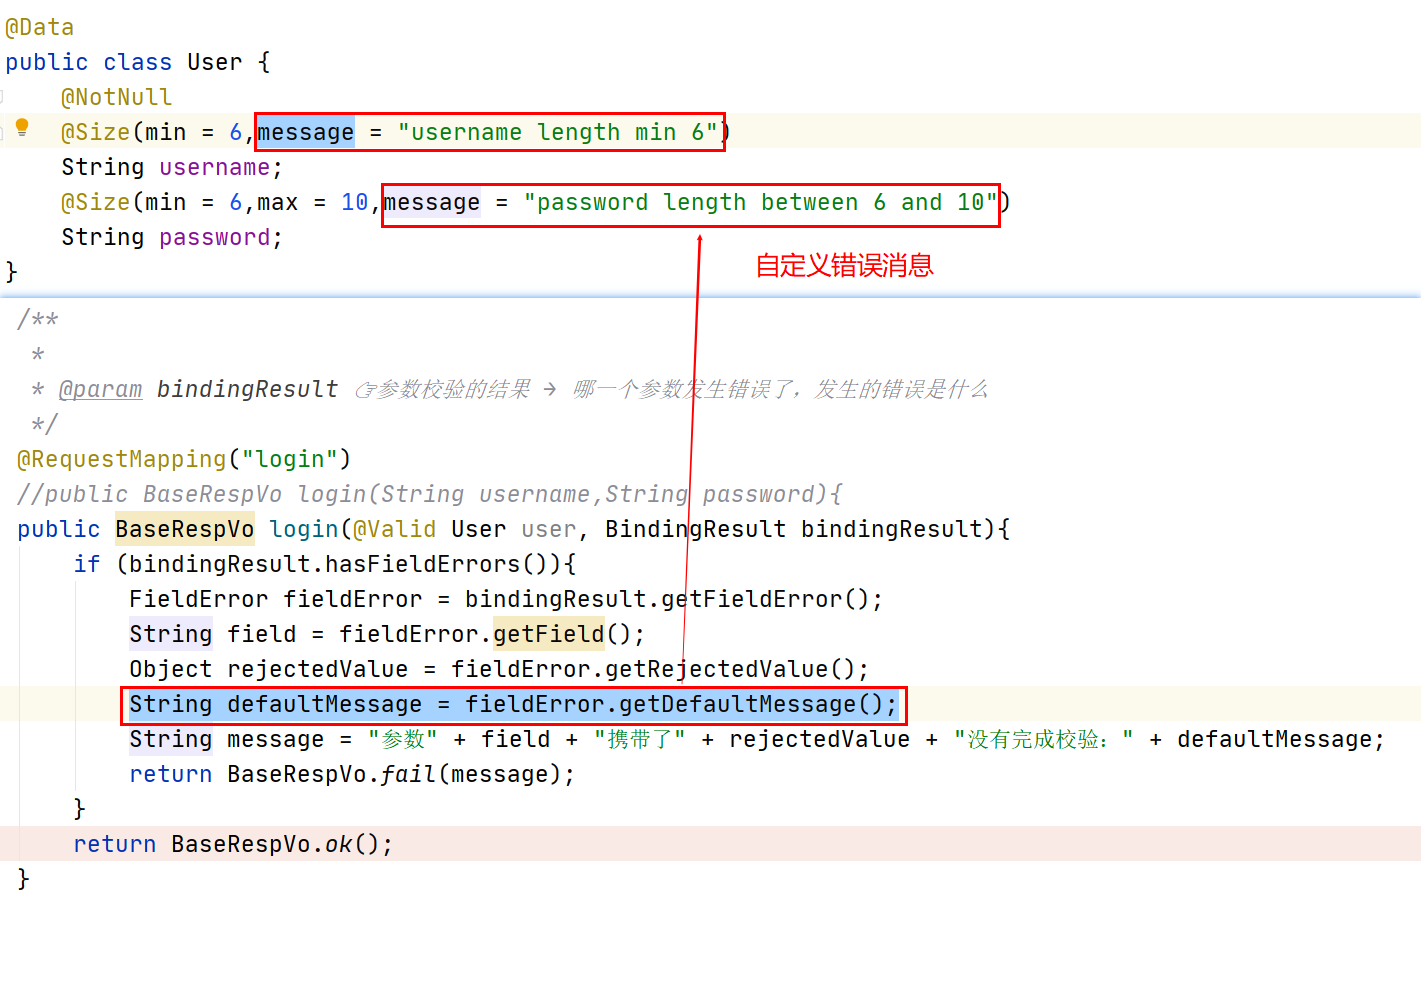 @Data
public class User {
@NotNull
@Size(min = 6,message = "username length min 6")
String username;
@Size(min = 6,max = 10,message = "password length between 6 and 10")
String password;
自定义错误消息
}
/**
*
* @param bindingResult 👉参数校验的结果 → 哪一个参数发生错误了，发生的错误是什么
*/
@RequestMapping("login")
//public BaseRespVo login(String username,String password){
public BaseRespVo login(@Valid User user, BindingResult bindingResult){
if (bindingResult.hasFieldErrors()){
FieldError fieldError = bindingResult.getFieldError();
String field = fieldError.getField();
Object rejectedValue = fieldError.getRejectedValue();
String defaultMessage = fieldError.getDefaultMessage();
String message = "参数" + field + "携带了" + rejectedValue + "没有完成校验：" + defaultMessage;
return BaseRespVo.fail(message);
}
return BaseRespVo.ok();
}